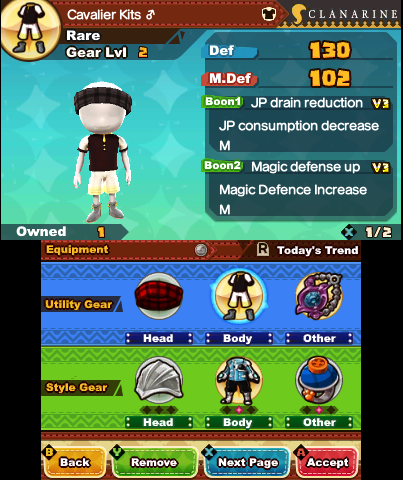 Cavalier Kits ♂
SCLANARINE
Rare
Gear Lvl 2
Def 130
M.Def 102
Boon1 JP drain reduction V3
JP consumption decrease
M
Boon2 Magic defense up V3
Magic Defence Increase
M
Owned 1
X 1/2
Equipment
R Today's Trend
Utility Gear
Head Body Other
Style Gear
Head Body Other
B Back
Y Remove
X Next Page
A Accept